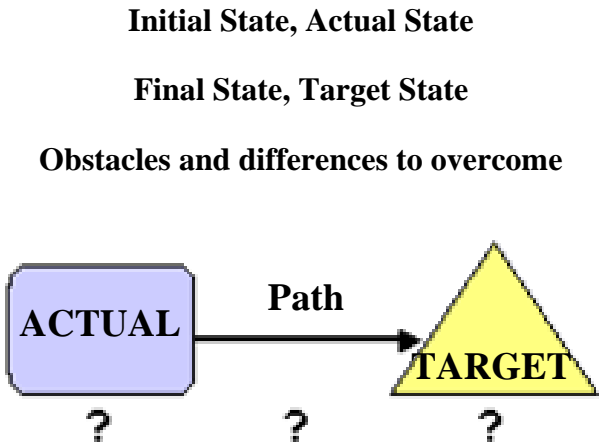 Initial State, Actual State
Final State, Target State
Obstacles and differences to overcome
Path
ACTUAL
TARGET
? ? ?